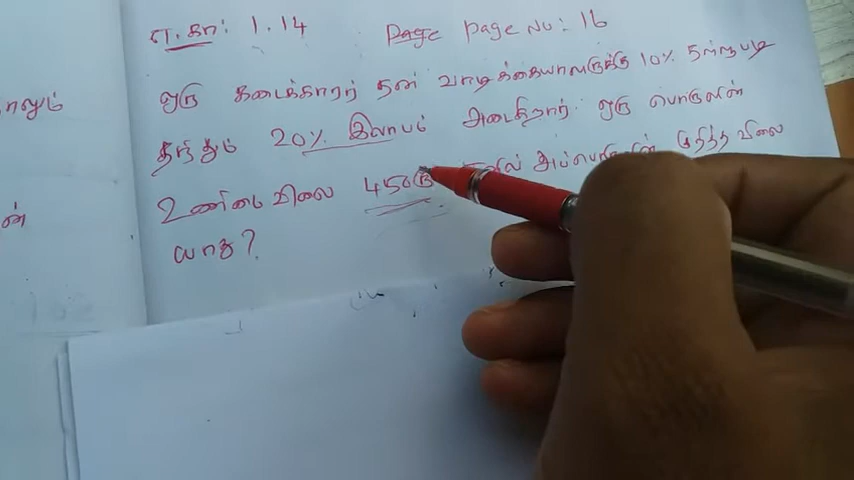 எ.கா: 1.14 Page Page No: 16
ஒரு கடைக்காரர் தன் வாடிக்கையாளருக்கு 10% தள்ளுபடி
தந்தும் 20% இலாபம் அடைகிறார். ஒரு பொருளின்
உண்மை விலை 450ரூ அப்பொருளின் குறித்த விலை
யாது?
ாலும்
ன்